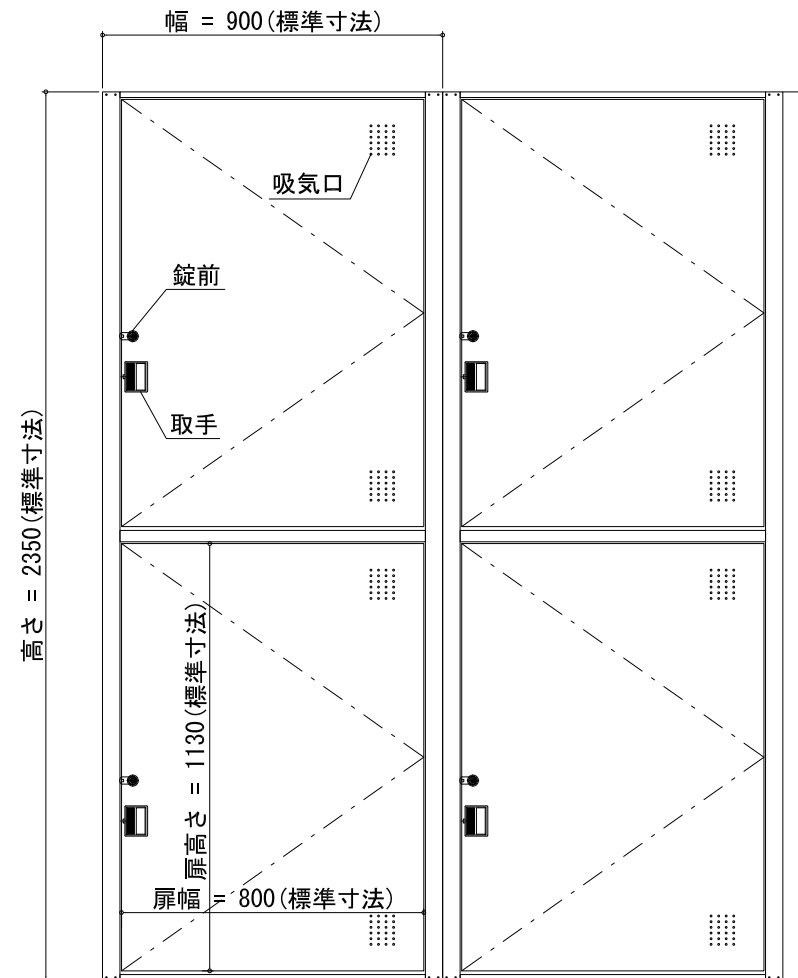 幅 = 900(標準寸法)
吸気口
錠前
取手
高さ = 2350(標準寸法)
扉高さ = 1130(標準寸法)
扉幅 = 800(標準寸法)